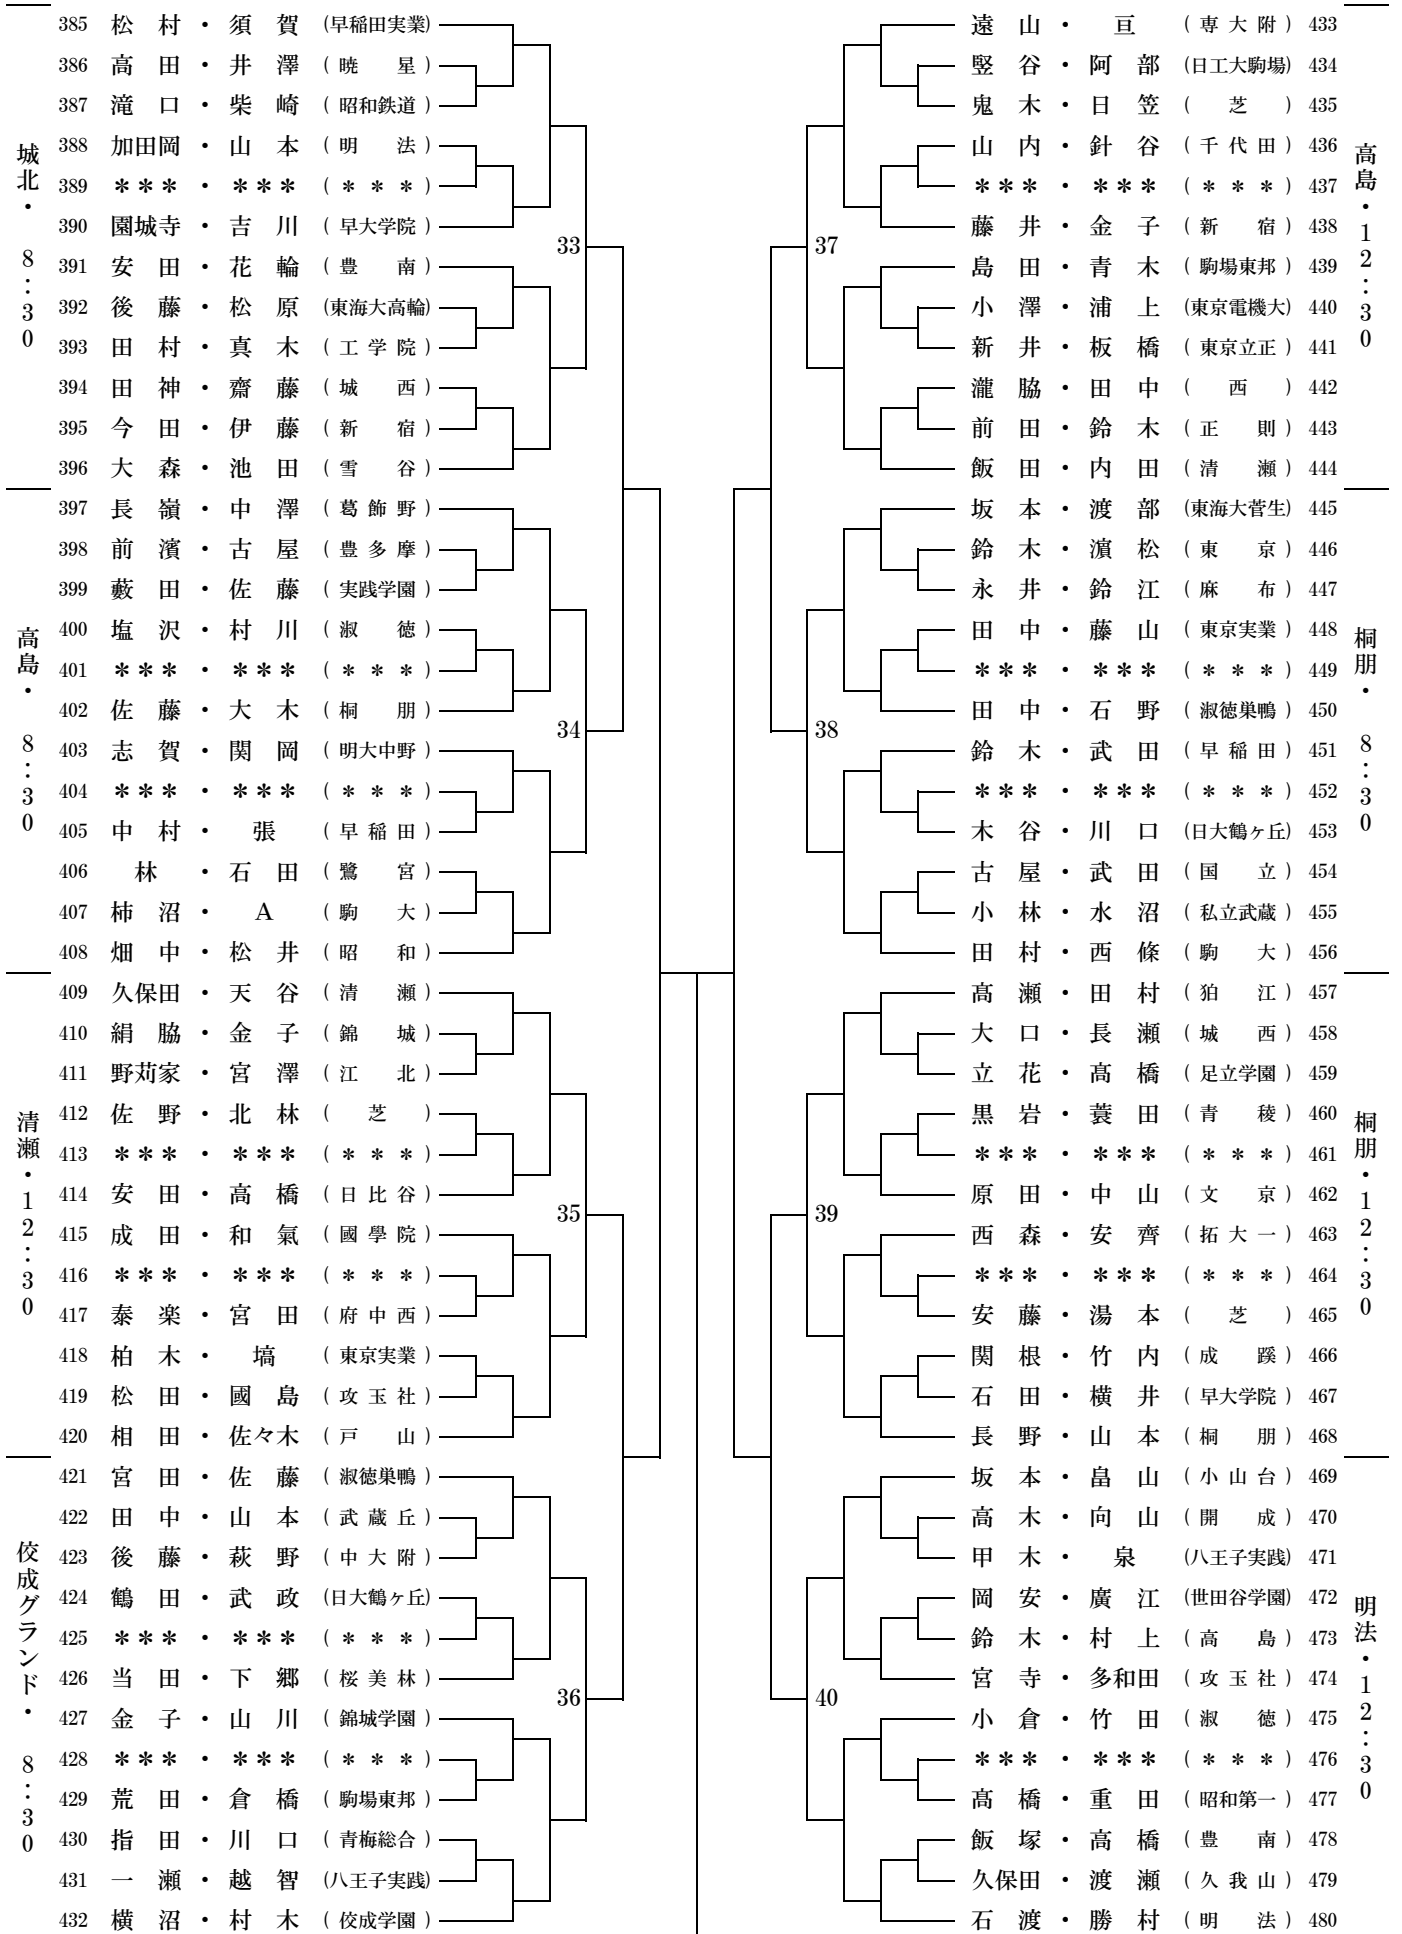 城北・ 8:30
385 松村・須賀 (早稲田実業)
386 高田・井澤 (暁星)
387 滝口・柴崎 (昭和鉄道)
388 加田岡・山本 (明法)
389 ***・*** (***)
390 園城寺・吉川 (早大学院)
391 安田・花輪 (豊南)
392 後藤・松原 (東海大高輪)
393 田村・真木 (工学院)
394 田神・齋藤 (城西)
395 今田・伊藤 (新宿)
396 大森・池田 (雪谷)
33
高島・ 8:30
397 長嶺・中澤 (葛飾野)
398 前濱・古屋 (豊多摩)
399 藪田・佐藤 (実践学園)
400 塩沢・村川 (淑徳)
401 ***・*** (***)
402 佐藤・大木 (桐朋)
403 志賀・関岡 (明大中野)
404 ***・*** (***)
405 中村・張 (早稲田)
406 林・石田 (鷺宮)
407 柿沼・A (駒大)
408 畑中・松井 (昭和)
34
清瀬・12:30
409 久保田・天谷 (清瀬)
410 絹脇・金子 (錦城)
411 野苅家・宮澤 (江北)
412 佐野・北林 (芝)
413 ***・*** (***)
414 安田・高橋 (日比谷)
415 成田・和氣 (國學院)
416 ***・*** (***)
417 泰楽・宮田 (府中西)
418 柏木・塙 (東京実業)
419 松田・國島 (攻玉社)
420 相田・佐々木 (戸山)
35
佼成グランド・ 8:30
421 宮田・佐藤 (淑徳巣鴨)
422 田中・山本 (武蔵丘)
423 後藤・萩野 (中大附)
424 鶴田・武政 (日大鶴ヶ丘)
425 ***・*** (***)
426 当田・下郷 (桜美林)
427 金子・山川 (錦城学園)
428 ***・*** (***)
429 荒田・倉橋 (駒場東邦)
430 指田・川口 (青梅総合)
431 一瀬・越智 (八王子実践)
432 横沼・村木 (佼成学園)
36
高島・12:30
遠山・亘 (専大附) 433
竪谷・阿部 (日工大駒場) 434
鬼木・日笠 (芝) 435
山内・針谷 (千代田) 436
***・*** (***) 437
藤井・金子 (新宿) 438
島田・青木 (駒場東邦) 439
小澤・浦上 (東京電機大) 440
新井・板橋 (東京立正) 441
瀧脇・田中 (西) 442
前田・鈴木 (正則) 443
飯田・内田 (清瀬) 444
37
桐朋・ 8:30
坂本・渡部 (東海大菅生) 445
鈴木・濵松 (東京) 446
永井・鈴江 (麻布) 447
田中・藤山 (東京実業) 448
***・*** (***) 449
田中・石野 (淑徳巣鴨) 450
鈴木・武田 (早稲田) 451
***・*** (***) 452
木谷・川口 (日大鶴ヶ丘) 453
古屋・武田 (国立) 454
小林・水沼 (私立武蔵) 455
田村・西條 (駒大) 456
38
桐朋・12:30
高瀬・田村 (狛江) 457
大口・長瀬 (城西) 458
立花・高橋 (足立学園) 459
黒岩・蓑田 (青稜) 460
***・*** (***) 461
原田・中山 (文京) 462
西森・安齊 (拓大一) 463
***・*** (***) 464
安藤・湯本 (芝) 465
関根・竹内 (成蹊) 466
石田・横井 (早大学院) 467
長野・山本 (桐朋) 468
39
明法・12:30
坂本・畠山 (小山台) 469
高木・向山 (開成) 470
甲木・泉 (八王子実践) 471
岡安・廣江 (世田谷学園) 472
鈴木・村上 (高島) 473
宮寺・多和田 (攻玉社) 474
小倉・竹田 (淑徳) 475
***・*** (***) 476
高橋・重田 (昭和第一) 477
飯塚・高橋 (豊南) 478
久保田・渡瀬 (久我山) 479
石渡・勝村 (明法) 480
40